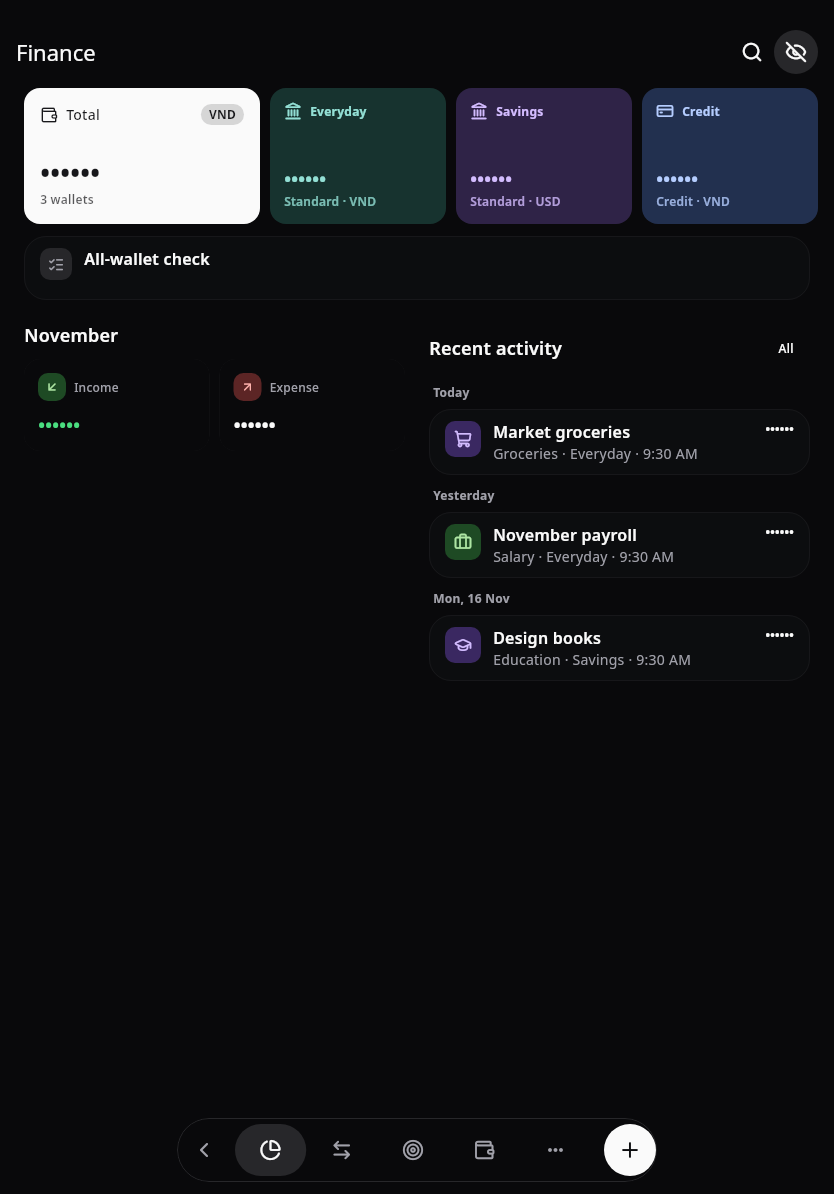 Finance
Total
VND
••••••
3 wallets
Everyday
••••••
Standard · VND
Savings
••••••
Standard · USD
Credit
••••••
Credit · VND
All-wallet check
November
Income
••••••
Expense
••••••
Recent activity
All
Today
Market groceries
••••••
Groceries · Everyday · 9:30 AM
Yesterday
November payroll
••••••
Salary · Everyday · 9:30 AM
Mon, 16 Nov
Design books
••••••
Education · Savings · 9:30 AM